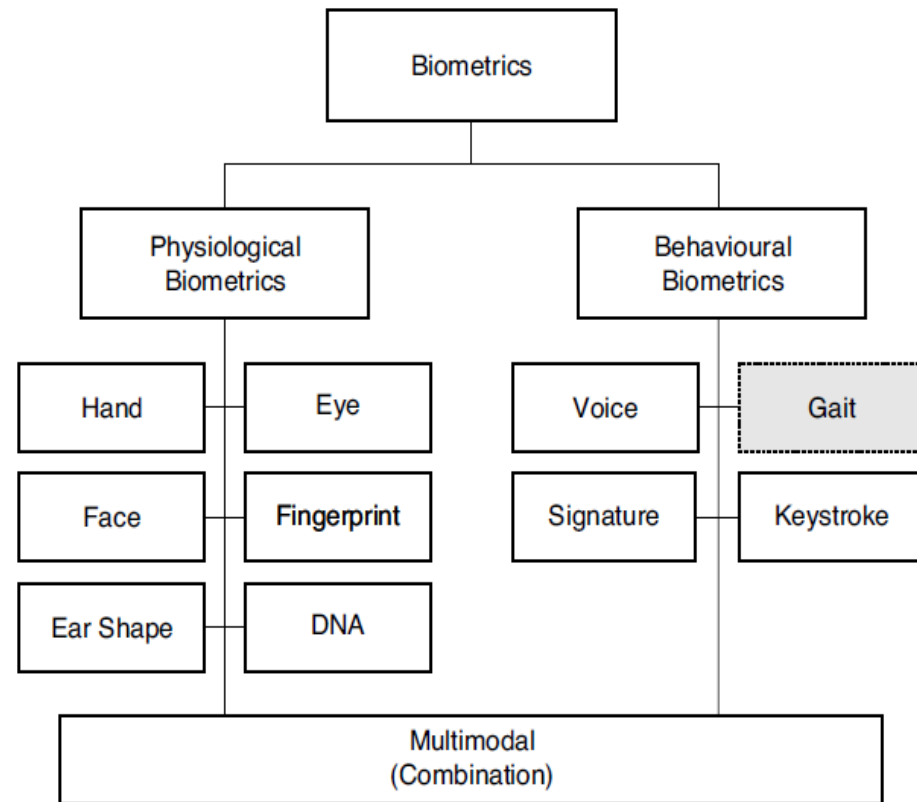 Biometrics
Physiological
Biometrics
Behavioural
Biometrics
Hand
Eye
Voice
Gait
Face
Fingerprint
Signature
Keystroke
Ear Shape
DNA
Multimodal
(Combination)